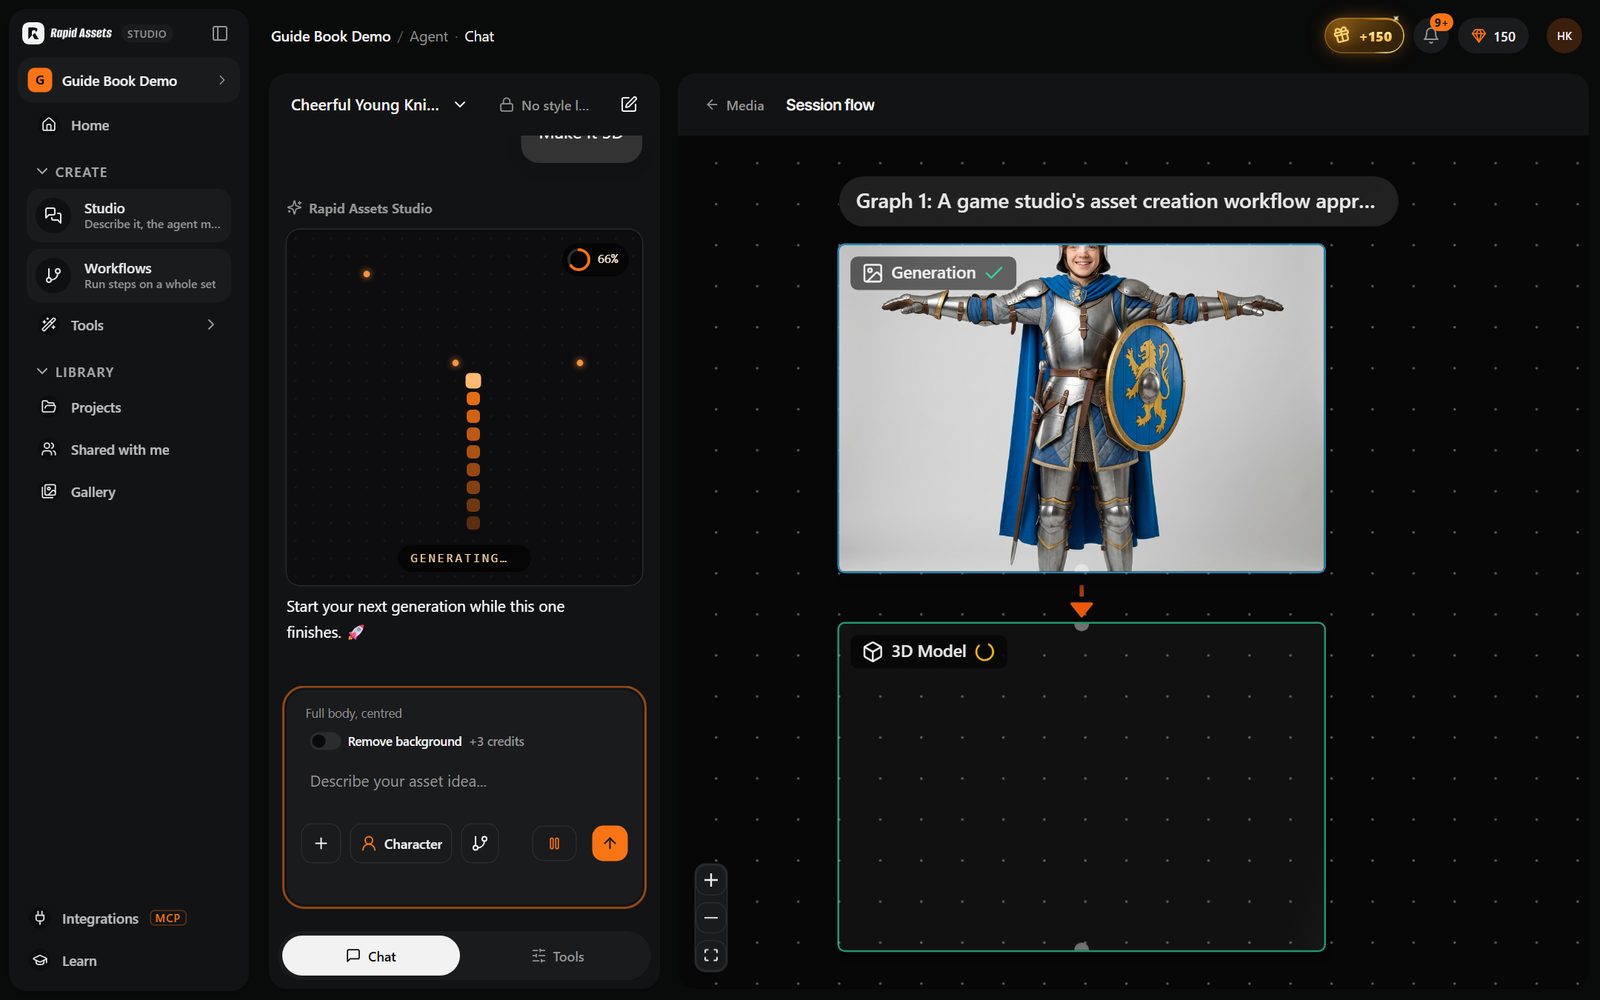 Rapid Assets STUDIO
Guide Book Demo / Agent · Chat
+150
9+
150
HK
G Guide Book Demo
Home
CREATE
Studio
Describe it, the agent m...
Workflows
Run steps on a whole set
Tools
LIBRARY
Projects
Shared with me
Gallery
Integrations MCP
Learn
Cheerful Young Kni...
No style l...
Make it 3D
Rapid Assets Studio
66%
GENERATING...
Start your next generation while this one
finishes. 🚀
Full body, centred
Remove background +3 credits
Describe your asset idea...
Character
Chat
Tools
Media
Session flow
Graph 1: A game studio's asset creation workflow appr...
Generation
3D Model